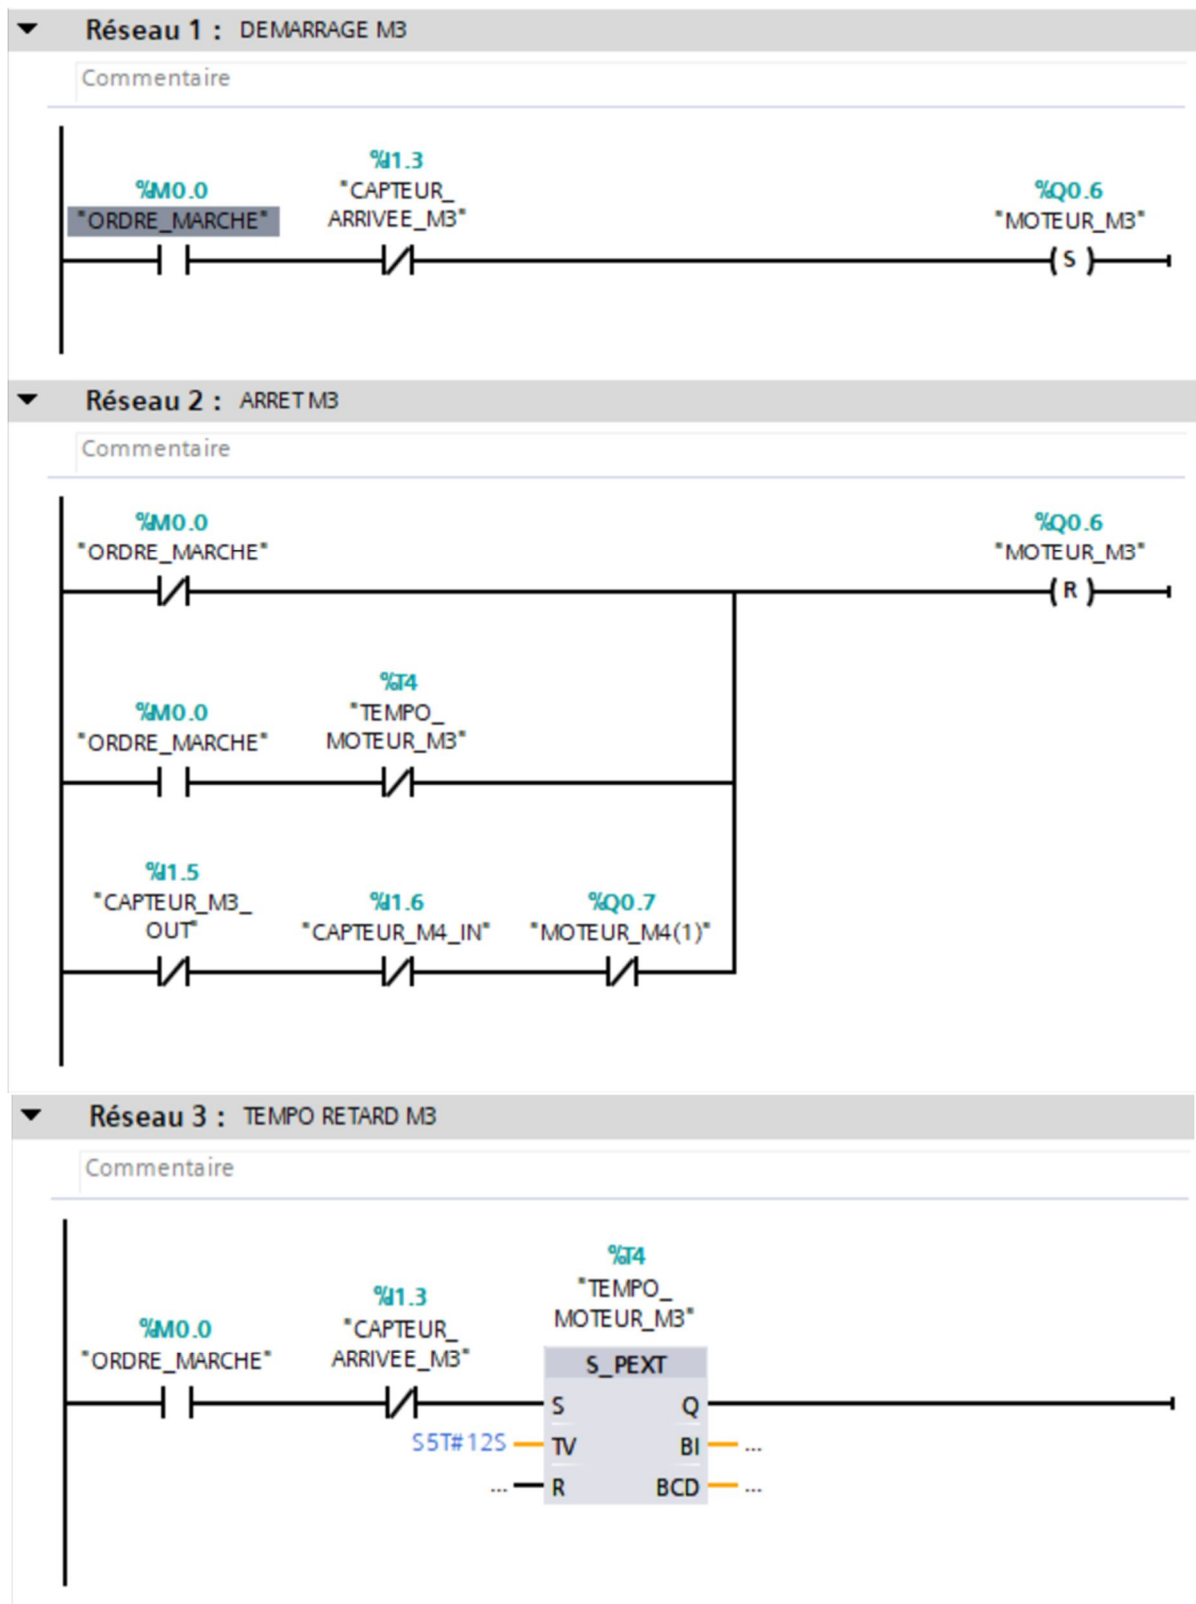 Réseau 1 : DEMARRAGE M3
Commentaire
%I1.3
%M0.0 "CAPTEUR_ %Q0.6
"ORDRE_MARCHE" ARRIVEE_M3" "MOTEUR_M3"
S
Réseau 2 : ARRET M3
Commentaire
%M0.0 %Q0.6
"ORDRE_MARCHE" "MOTEUR_M3"
R
%T4
%M0.0 "TEMPO_
"ORDRE_MARCHE" MOTEUR_M3"
%I1.5
"CAPTEUR_M3_ %I1.6 %Q0.7
OUT" "CAPTEUR_M4_IN" "MOTEUR_M4(1)"
Réseau 3 : TEMPO RETARD M3
Commentaire
%T4
%I1.3 "TEMPO_
%M0.0 "CAPTEUR_ MOTEUR_M3"
"ORDRE_MARCHE" ARRIVEE_M3" S_PEXT
S Q
S5T#12S TV BI ...
... R BCD ...